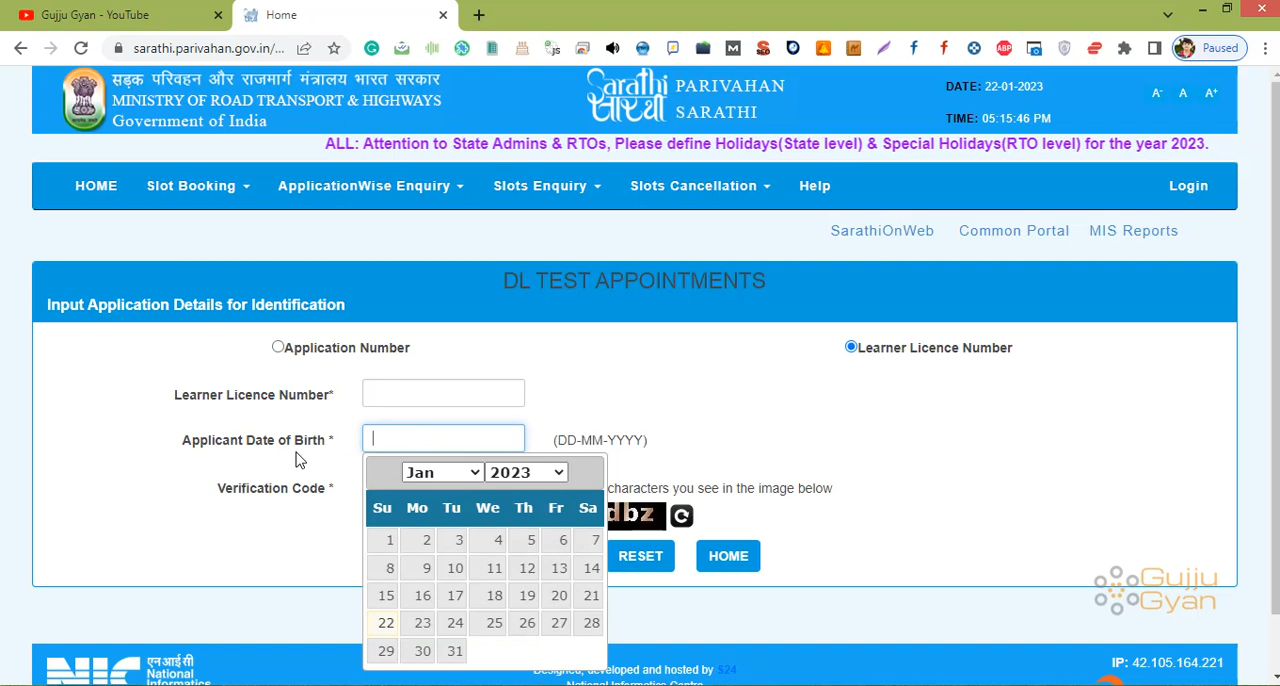 Gujju Gyan - YouTube
Home
sarathi.parivahan.gov.in/...
Paused
सड़क परिवहन और राजमार्ग मंत्रालय भारत सरकार
MINISTRY OF ROAD TRANSPORT & HIGHWAYS
Government of India
Sarathi
सारथी
PARIVAHAN
SARATHI
DATE: 22-01-2023
TIME: 05:15:46 PM
A- A A+
ALL: Attention to State Admins & RTOs, Please define Holidays(State level) & Special Holidays(RTO level) for the year 2023.
HOME Slot Booking ApplicationWise Enquiry Slots Enquiry Slots Cancellation Help Login
SarathiOnWeb Common Portal MIS Reports
DL TEST APPOINTMENTS
Input Application Details for Identification
Application Number Learner Licence Number
Learner Licence Number*
Applicant Date of Birth * (DD-MM-YYYY)
Jan 2023
Verification Code * characters you see in the image below
Su Mo Tu We Th Fr Sa
dbz
1 2 3 4 5 6 7
RESET HOME
8 9 10 11 12 13 14
15 16 17 18 19 20 21
22 23 24 25 26 27 28
29 30 31
Gujju
Gyan
NIC
एनआईसी
National
Informatics
Designed, developed and hosted by S24
National Informatics Centre
IP: 42.105.164.221